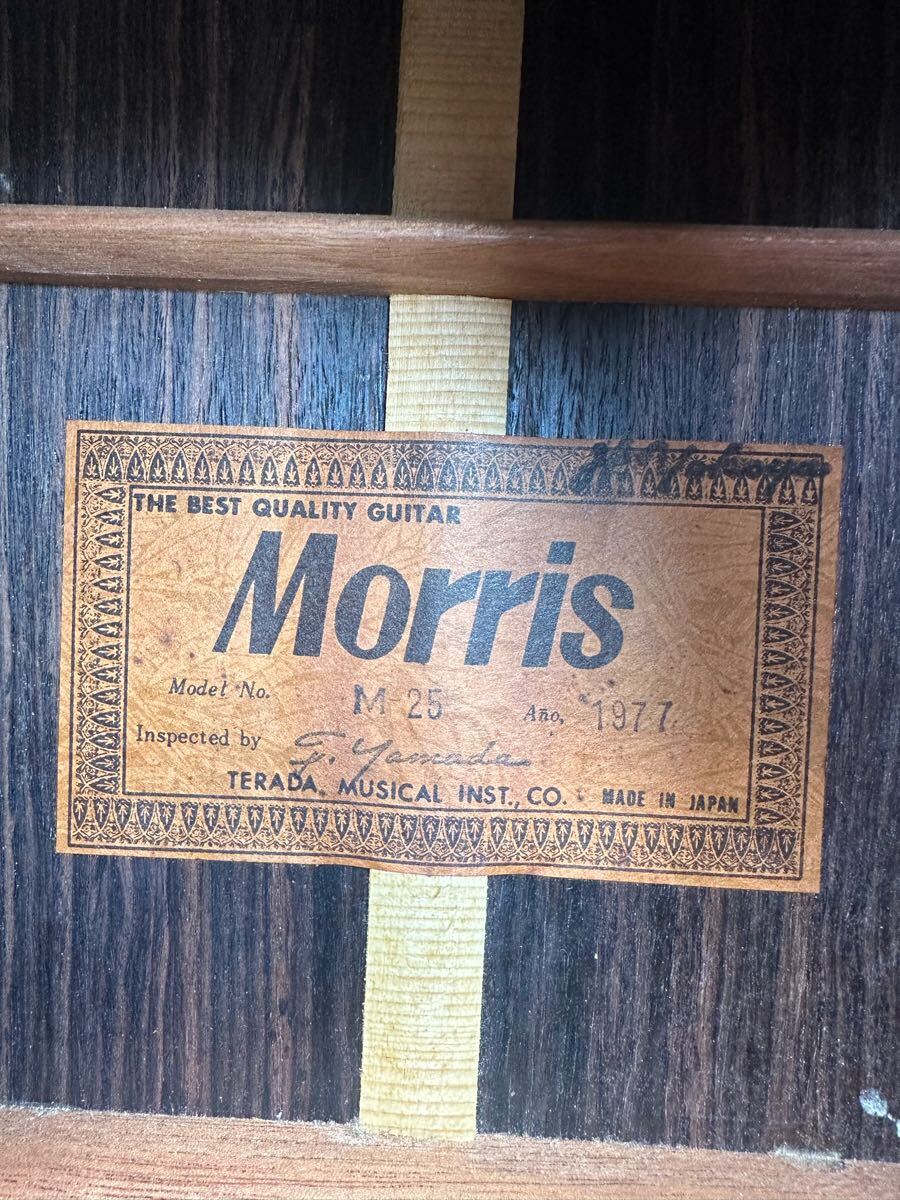 THE BEST QUALITY GUITAR
Morris
Model No. M-25 Año, 1977
Inspected by G. Yamada
TERADA. MUSICAL INST., CO. MADE IN JAPAN